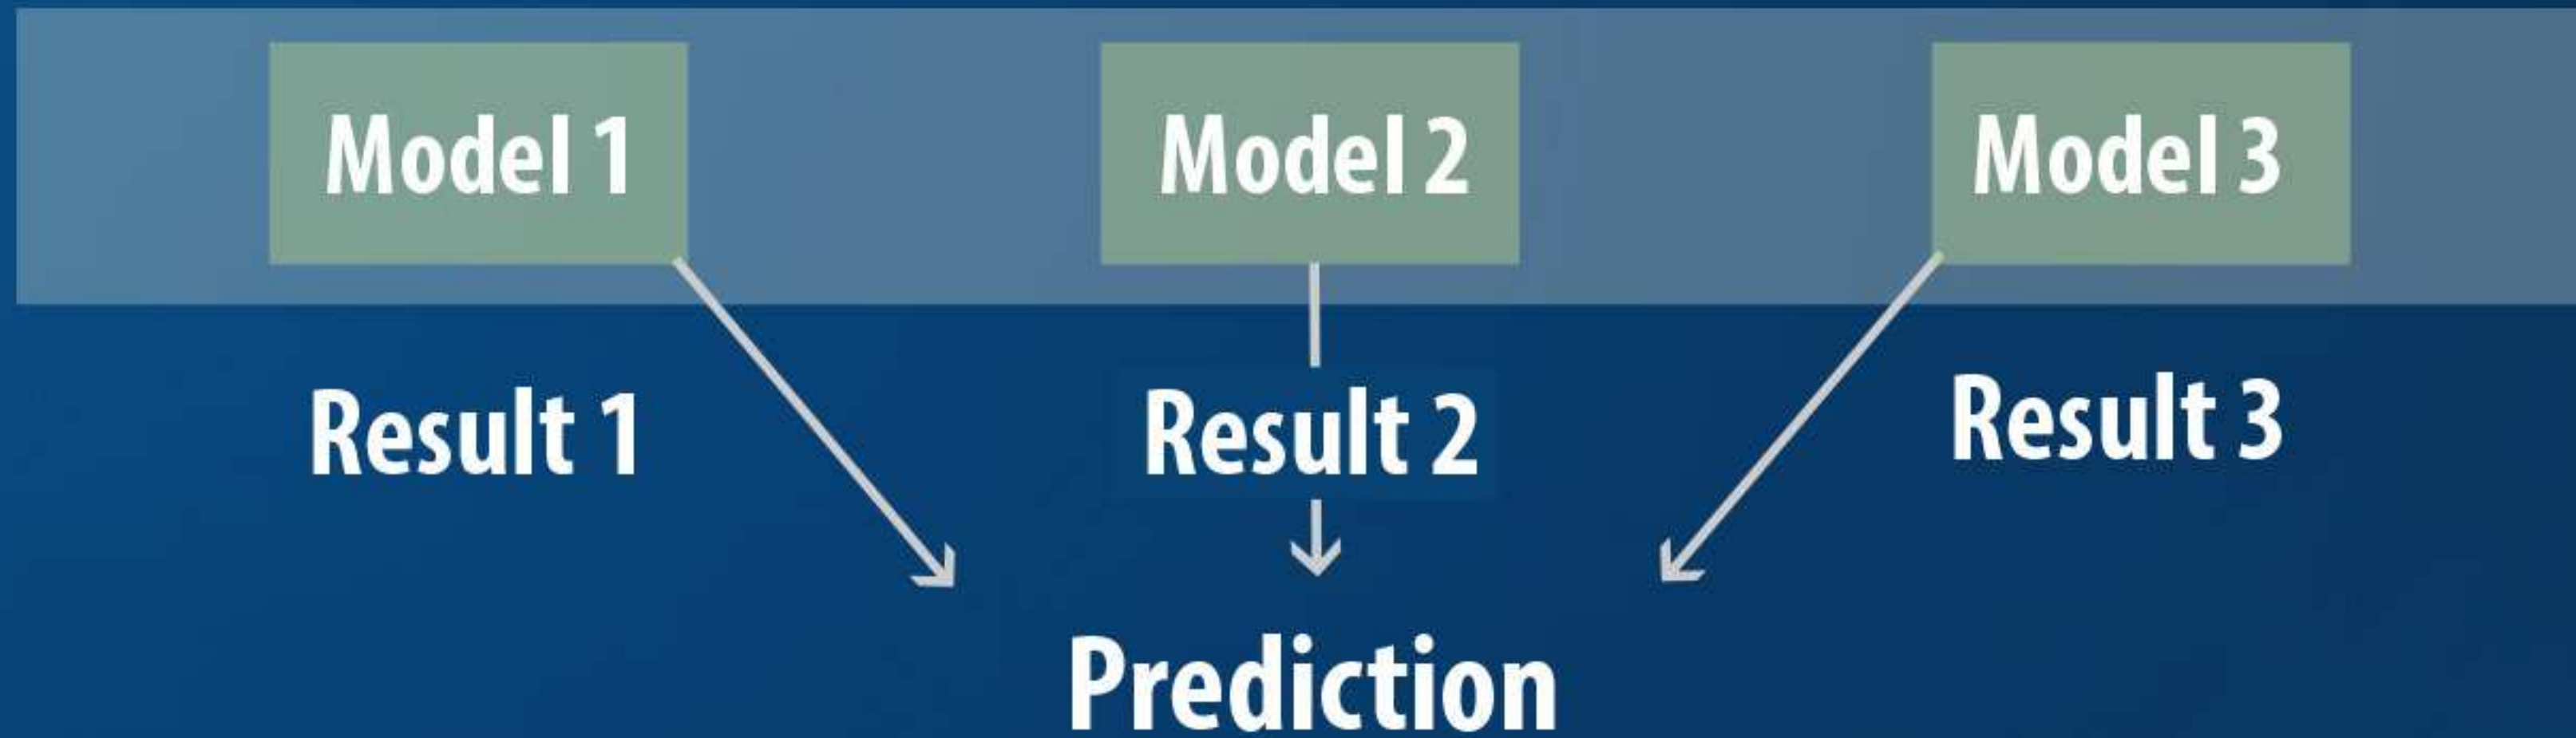 Model 1
Model 2
Model 3
Result 1
Result 2
Result 3
Prediction